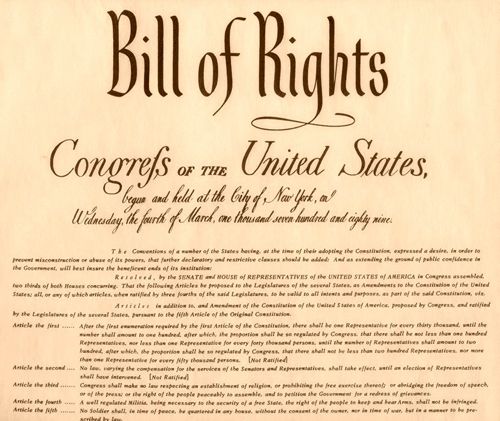 Bill of Rights
Congreſs OF THE United States,
begun and held at the City of New York, on
Wednesday, the fourth of March, one thousand seven hundred and eighty nine.
The Conventions of a number of the States having, at the time of their adopting the Constitution, expressed a desire, in order to
prevent misconstruction or abuse of its powers, that further declaratory and restrictive clauses should be added: And as extending the ground of public confidence in
the Government, will best insure the beneficent ends of its institution:
Resolved, by the SENATE and HOUSE of REPRESENTATIVES of the UNITED STATES of AMERICA in Congress assembled,
two thirds of both Houses concurring. That the following Articles be proposed to the Legislatures of the several States, as Amendments to the Constitution of the United
States; all, or any of which articles, when ratified by three fourths of the said Legislatures, to be valid to all intents and purposes, as part of the said Constitution, viz.
Articles in addition to, and Amendments of the Constitution of the United States of America, proposed by Congress, and ratified
by the Legislatures of the several States, pursuant to the fifth Article of the Original Constitution.
Article the first ...... After the first enumeration required by the first Article of the Constitution, there shall be one Representative for every thirty thousand, until the
number shall amount to one hundred, after which, the proportion shall be so regulated by Congress, that there shall be not less than one hundred
Representatives, nor less than one Representative for every forty thousand persons, until the number of Representatives shall amount to two
hundred, after which, the proportion shall be so regulated by Congress, that there shall not be less than two hundred Representatives, nor more
than one Representative for every fifty thousand persons. [Not Ratified]
Article the second .... No law, varying the compensation for the services of the Senators and Representatives, shall take effect, until an election of Representatives
shall have intervened. [Not Ratified]
Article the third ...... Congress shall make no law respecting an establishment of religion, or prohibiting the free exercise thereof; or abridging the freedom of speech,
or of the press; or the right of the people peaceably to assemble, and to petition the Government for a redress of grievances.
Article the fourth .... A well regulated Militia, being necessary to the security of a free State, the right of the people to keep and bear Arms, shall not be infringed.
Article the fifth ...... No Soldier shall, in time of peace, be quartered in any house, without the consent of the owner, nor in time of war, but in a manner to be pre-
scribed by law.